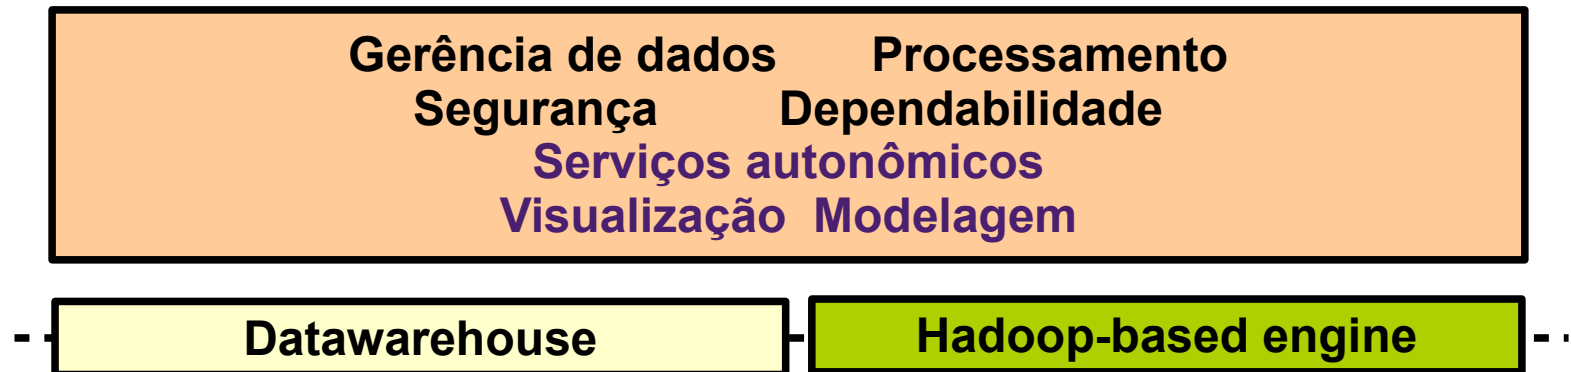 Gerência de dados Processamento
Segurança Dependabilidade
Serviços autonômicos
Visualização Modelagem
Datawarehouse
Hadoop-based engine